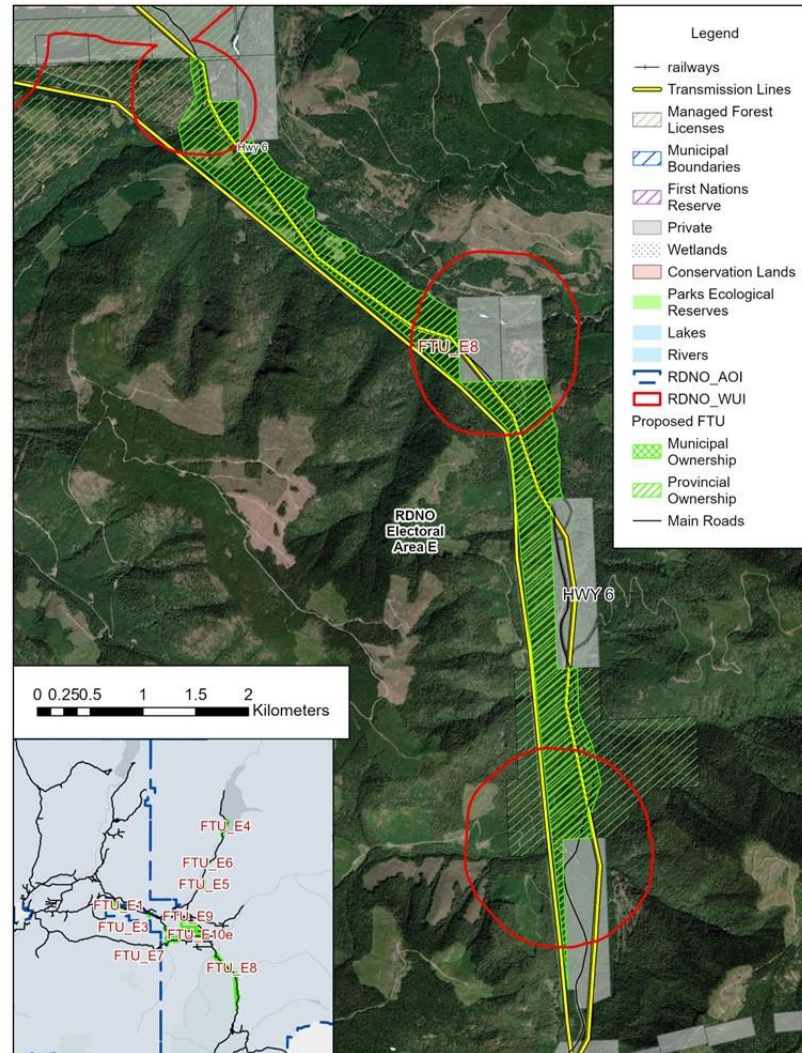 Legend
railways
Transmission Lines
Managed Forest
Licenses
Municipal
Boundaries
First Nations
Reserve
Private
Wetlands
Conservation Lands
Parks Ecological
Reserves
Lakes
Rivers
RDNO_AOI
RDNO_WUI
Proposed FTU
Municipal
Ownership
Provincial
Ownership
Main Roads
Hwy 6
FTU_E8
RDNO
Electoral
Area E
HWY 6
0 0.25 0.5 1 1.5 2
Kilometers
FTU_E4
FTU_E6
FTU_E5
FTU_E1
FTU_E9
FTU_E3
FTU_E10e
FTU_E7
FTU_E8